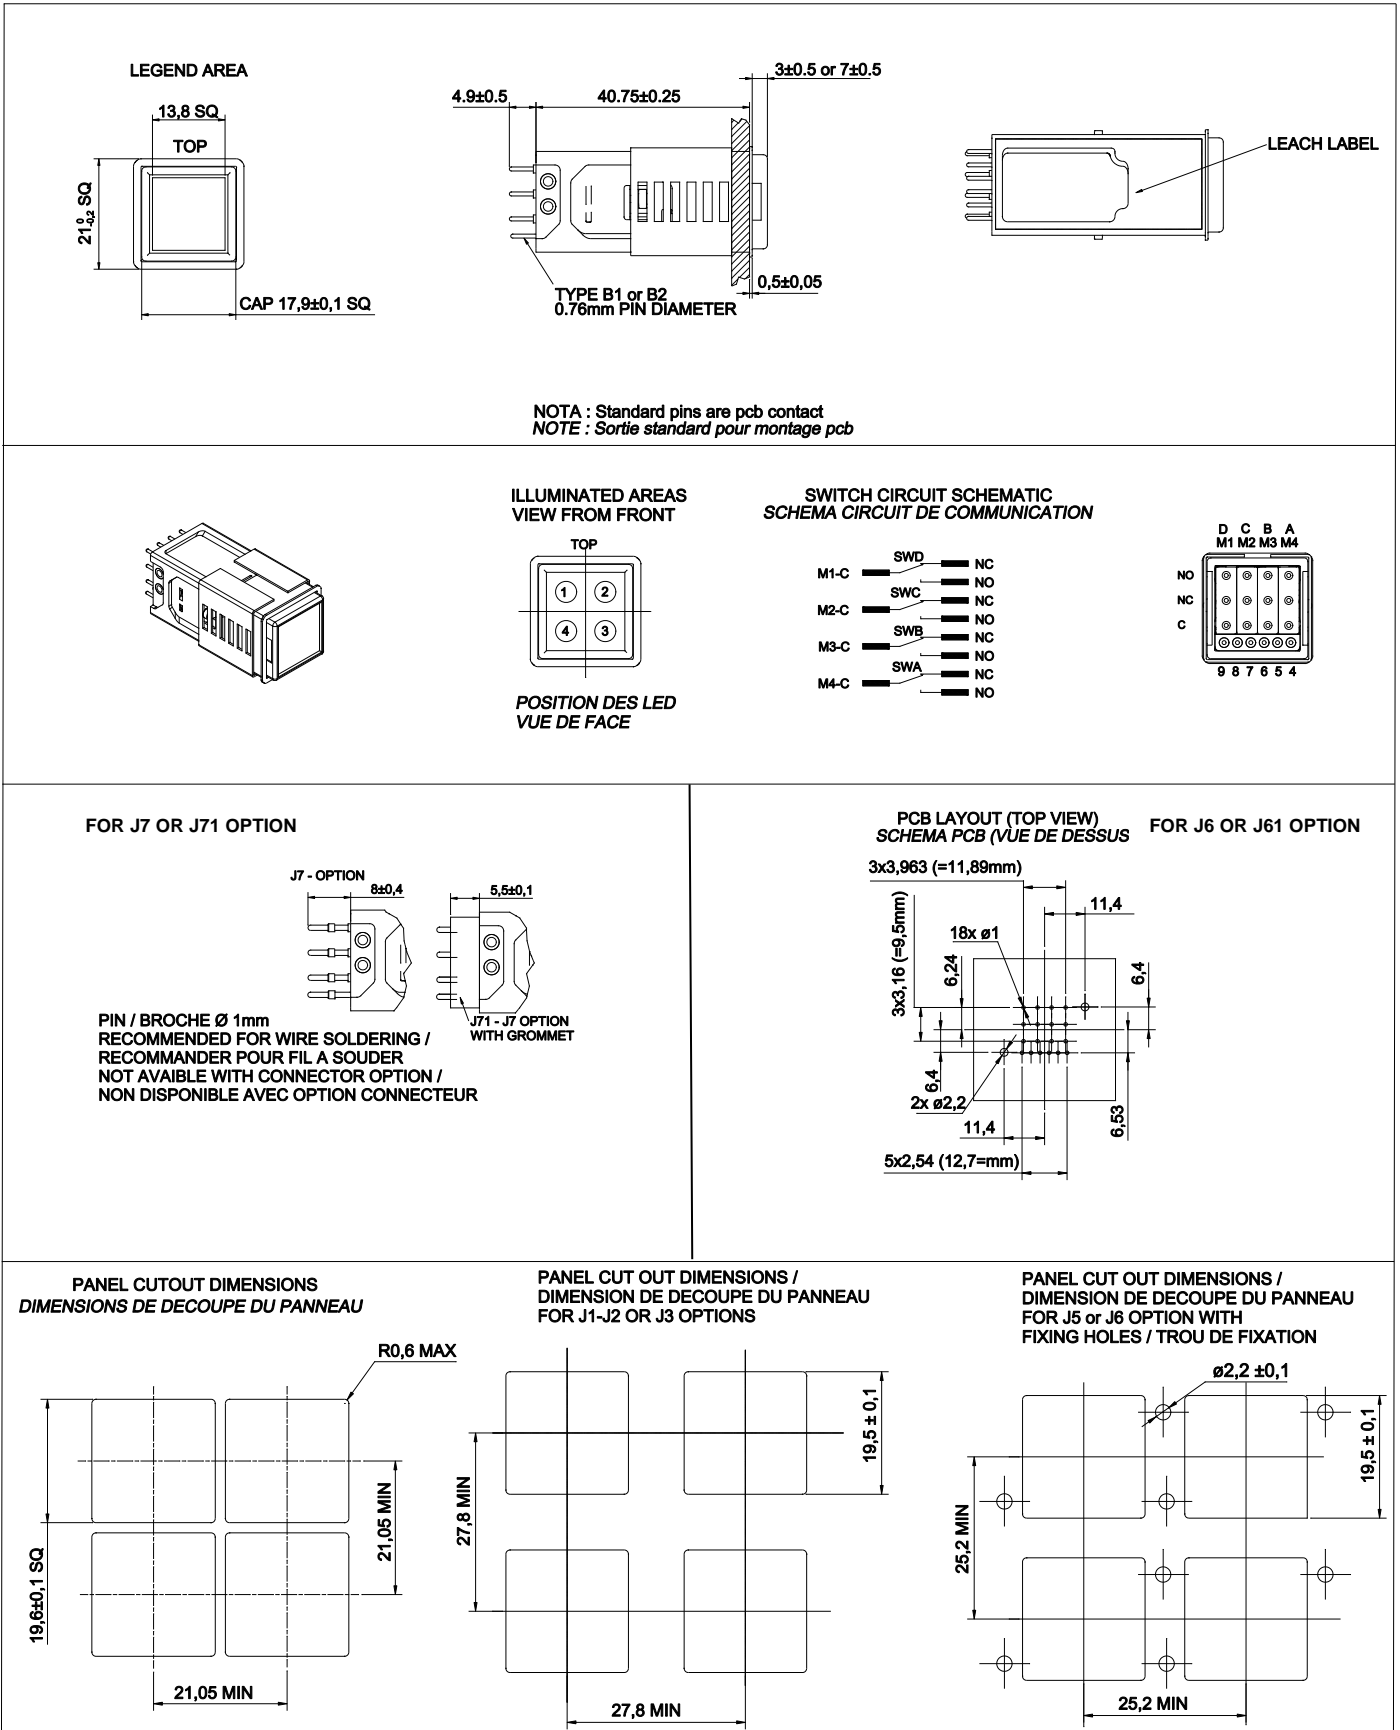 LEGEND AREA
13,8 SQ
TOP
21 0 -0,2 SQ
CAP 17,9±0,1 SQ
4.9±0.5
40.75±0.25
3±0.5 or 7±0.5
0,5±0,05
TYPE B1 or B2
0.76mm PIN DIAMETER
LEACH LABEL
NOTA : Standard pins are pcb contact
NOTE : Sortie standard pour montage pcb
ILLUMINATED AREAS
VIEW FROM FRONT
TOP
1 2
4 3
POSITION DES LED
VUE DE FACE
SWITCH CIRCUIT SCHEMATIC
SCHEMA CIRCUIT DE COMMUNICATION
SWD
M1-C NC
NO
SWC
M2-C NC
NO
SWB
M3-C NC
NO
SWA
M4-C NC
NO
D C B A
M1 M2 M3 M4
NO
NC
C
9 8 7 6 5 4
FOR J7 OR J71 OPTION
J7 - OPTION
8±0,4
5,5±0,1
J71 - J7 OPTION
WITH GROMMET
PIN / BROCHE Ø 1mm
RECOMMENDED FOR WIRE SOLDERING /
RECOMMANDER POUR FIL A SOUDER
NOT AVAIBLE WITH CONNECTOR OPTION /
NON DISPONIBLE AVEC OPTION CONNECTEUR
PCB LAYOUT (TOP VIEW)
SCHEMA PCB (VUE DE DESSUS
FOR J6 OR J61 OPTION
3x3,963 (=11,89mm)
11,4
18x ø1
3x3,16 (=9,5mm)
6,24
6,4
6,4
2x ø2,2
6,53
11,4
5x2,54 (12,7=mm)
PANEL CUTOUT DIMENSIONS
DIMENSIONS DE DECOUPE DU PANNEAU
R0,6 MAX
19,6±0,1 SQ
21,05 MIN
21,05 MIN
PANEL CUT OUT DIMENSIONS /
DIMENSION DE DECOUPE DU PANNEAU
FOR J1-J2 OR J3 OPTIONS
19,5 ± 0,1
27,8 MIN
27,8 MIN
PANEL CUT OUT DIMENSIONS /
DIMENSION DE DECOUPE DU PANNEAU
FOR J5 or J6 OPTION WITH
FIXING HOLES / TROU DE FIXATION
ø2,2 ±0,1
19,5 ± 0,1
25,2 MIN
25,2 MIN